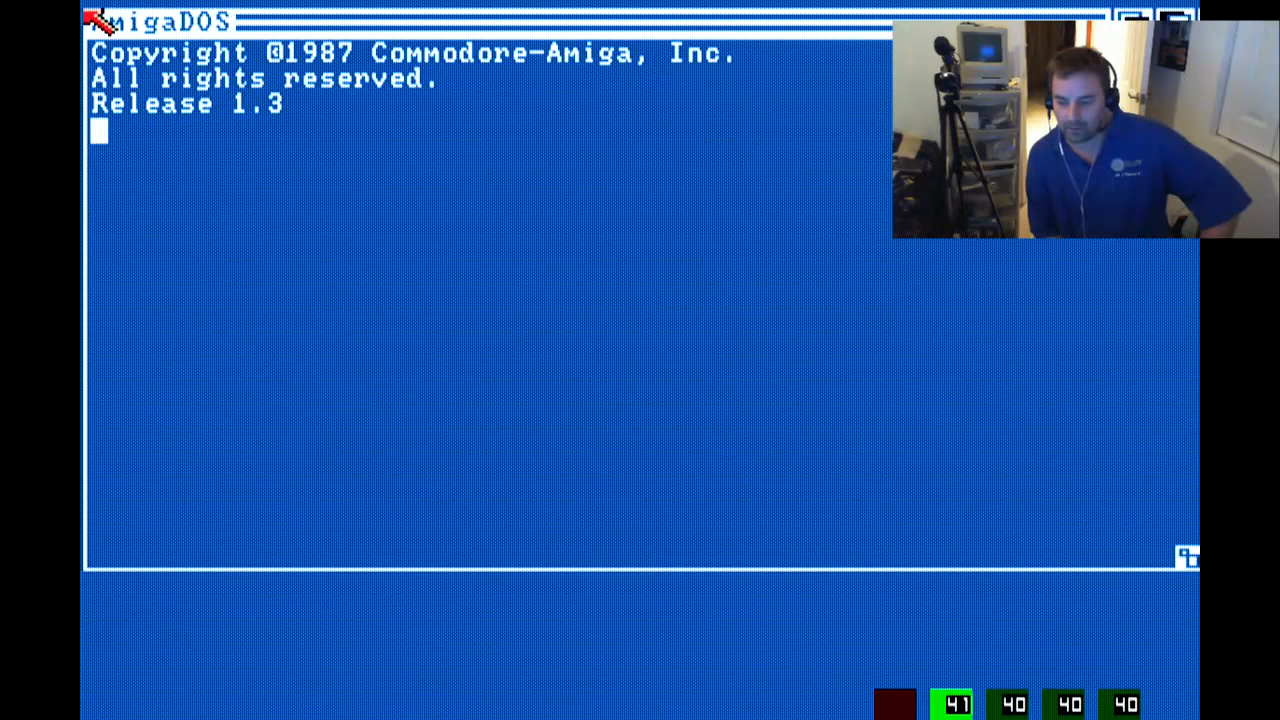 AmigaDOS
Copyright ©1987 Commodore-Amiga, Inc.
All rights reserved.
Release 1.3
41 40 40 40